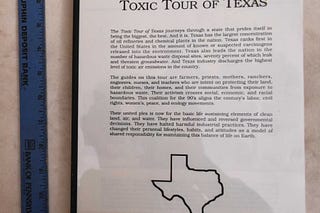 TOXIC TOUR OF TEXAS
The Toxic Tour of Texas journeys through a state that prides itself in
being the biggest, the best. And it is. Texas has the largest concentration
of oil refineries and chemical plants in the nation. Texas ranks first in
the United States in the amount of known or suspected carcinogens
released into the environment. Texas also leads the nation in the
number of hazardous waste disposal sites, seventy percent of which leak
and threaten groundwater. And Texas industry discharges the highest
level of toxic air emissions in the country.
The guides on this tour are farmers, priests, mothers, ranchers,
engineers, nurses, and teachers who are intent on protecting their land,
their children, their homes, and their communities from exposure to
hazardous waste. Their activism crosses social, economic, and racial
boundaries. This coalition for the 90's aligns the century's labor, civil
rights, women's, peace, and ecology movements.
Their united plea is now for the basic life sustaining elements of clean
land, air, and water. They have influenced and reversed governmental
decisions. They have halted harmful industrial practices. They have
changed their personal lifestyles, habits, and attitudes as a model of
shared responsibility for maintaining this balance of life on Earth.
DAUPHIN DEPOSIT BANK
BANK OF PENNSYLVANIA